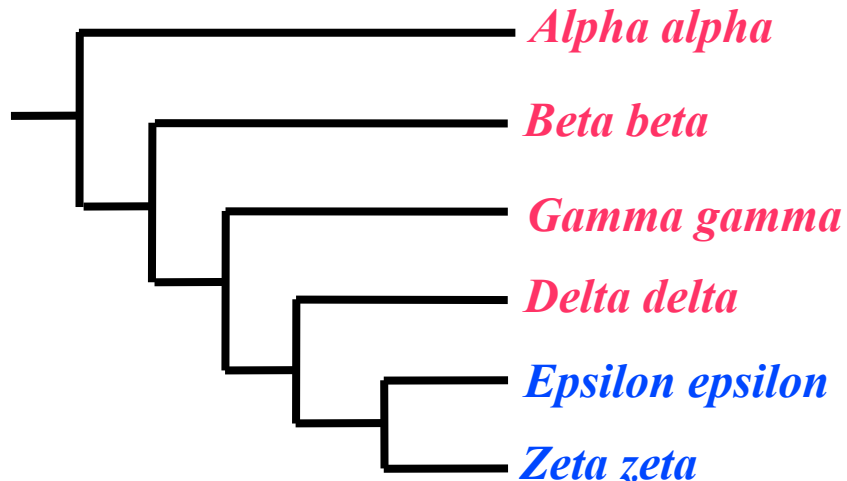 Alpha alpha
Beta beta
Gamma gamma
Delta delta
Epsilon epsilon
Zeta zeta